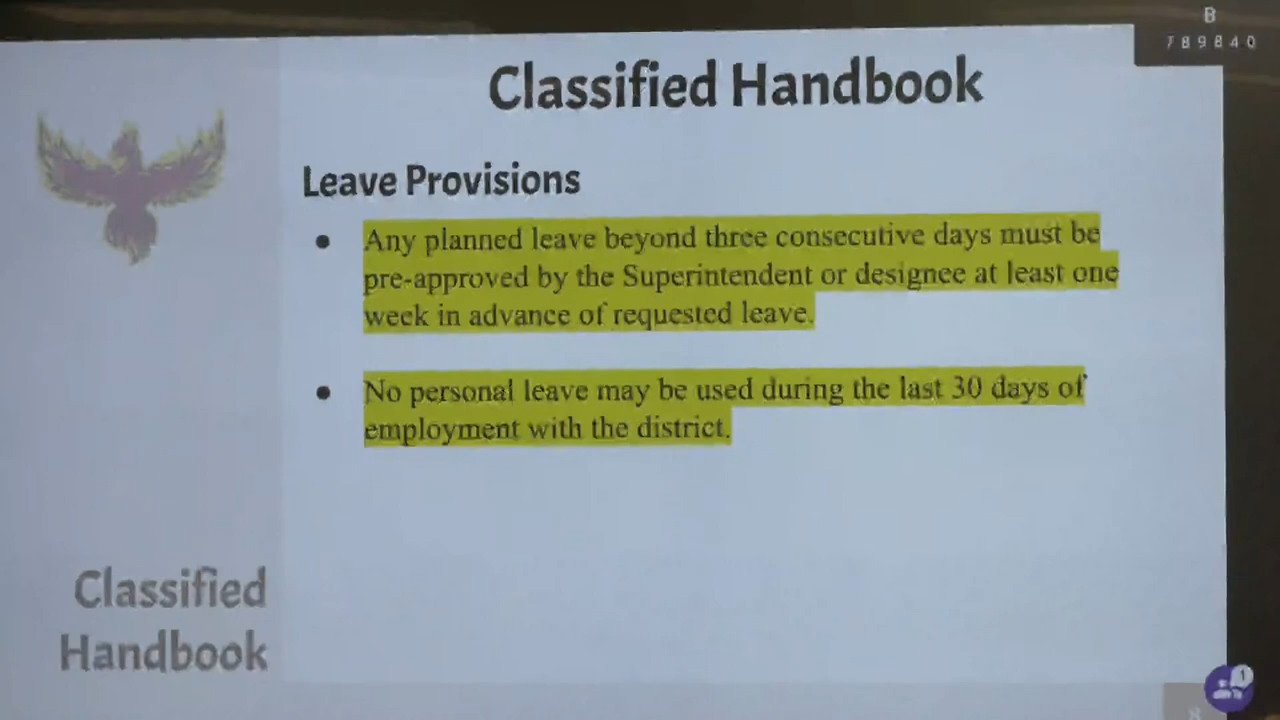 B
789840
Classified Handbook
Leave Provisions
● Any planned leave beyond three consecutive days must be
pre-approved by the Superintendent or designee at least one
week in advance of requested leave.
● No personal leave may be used during the last 30 days of
employment with the district.
Classified
Handbook
1